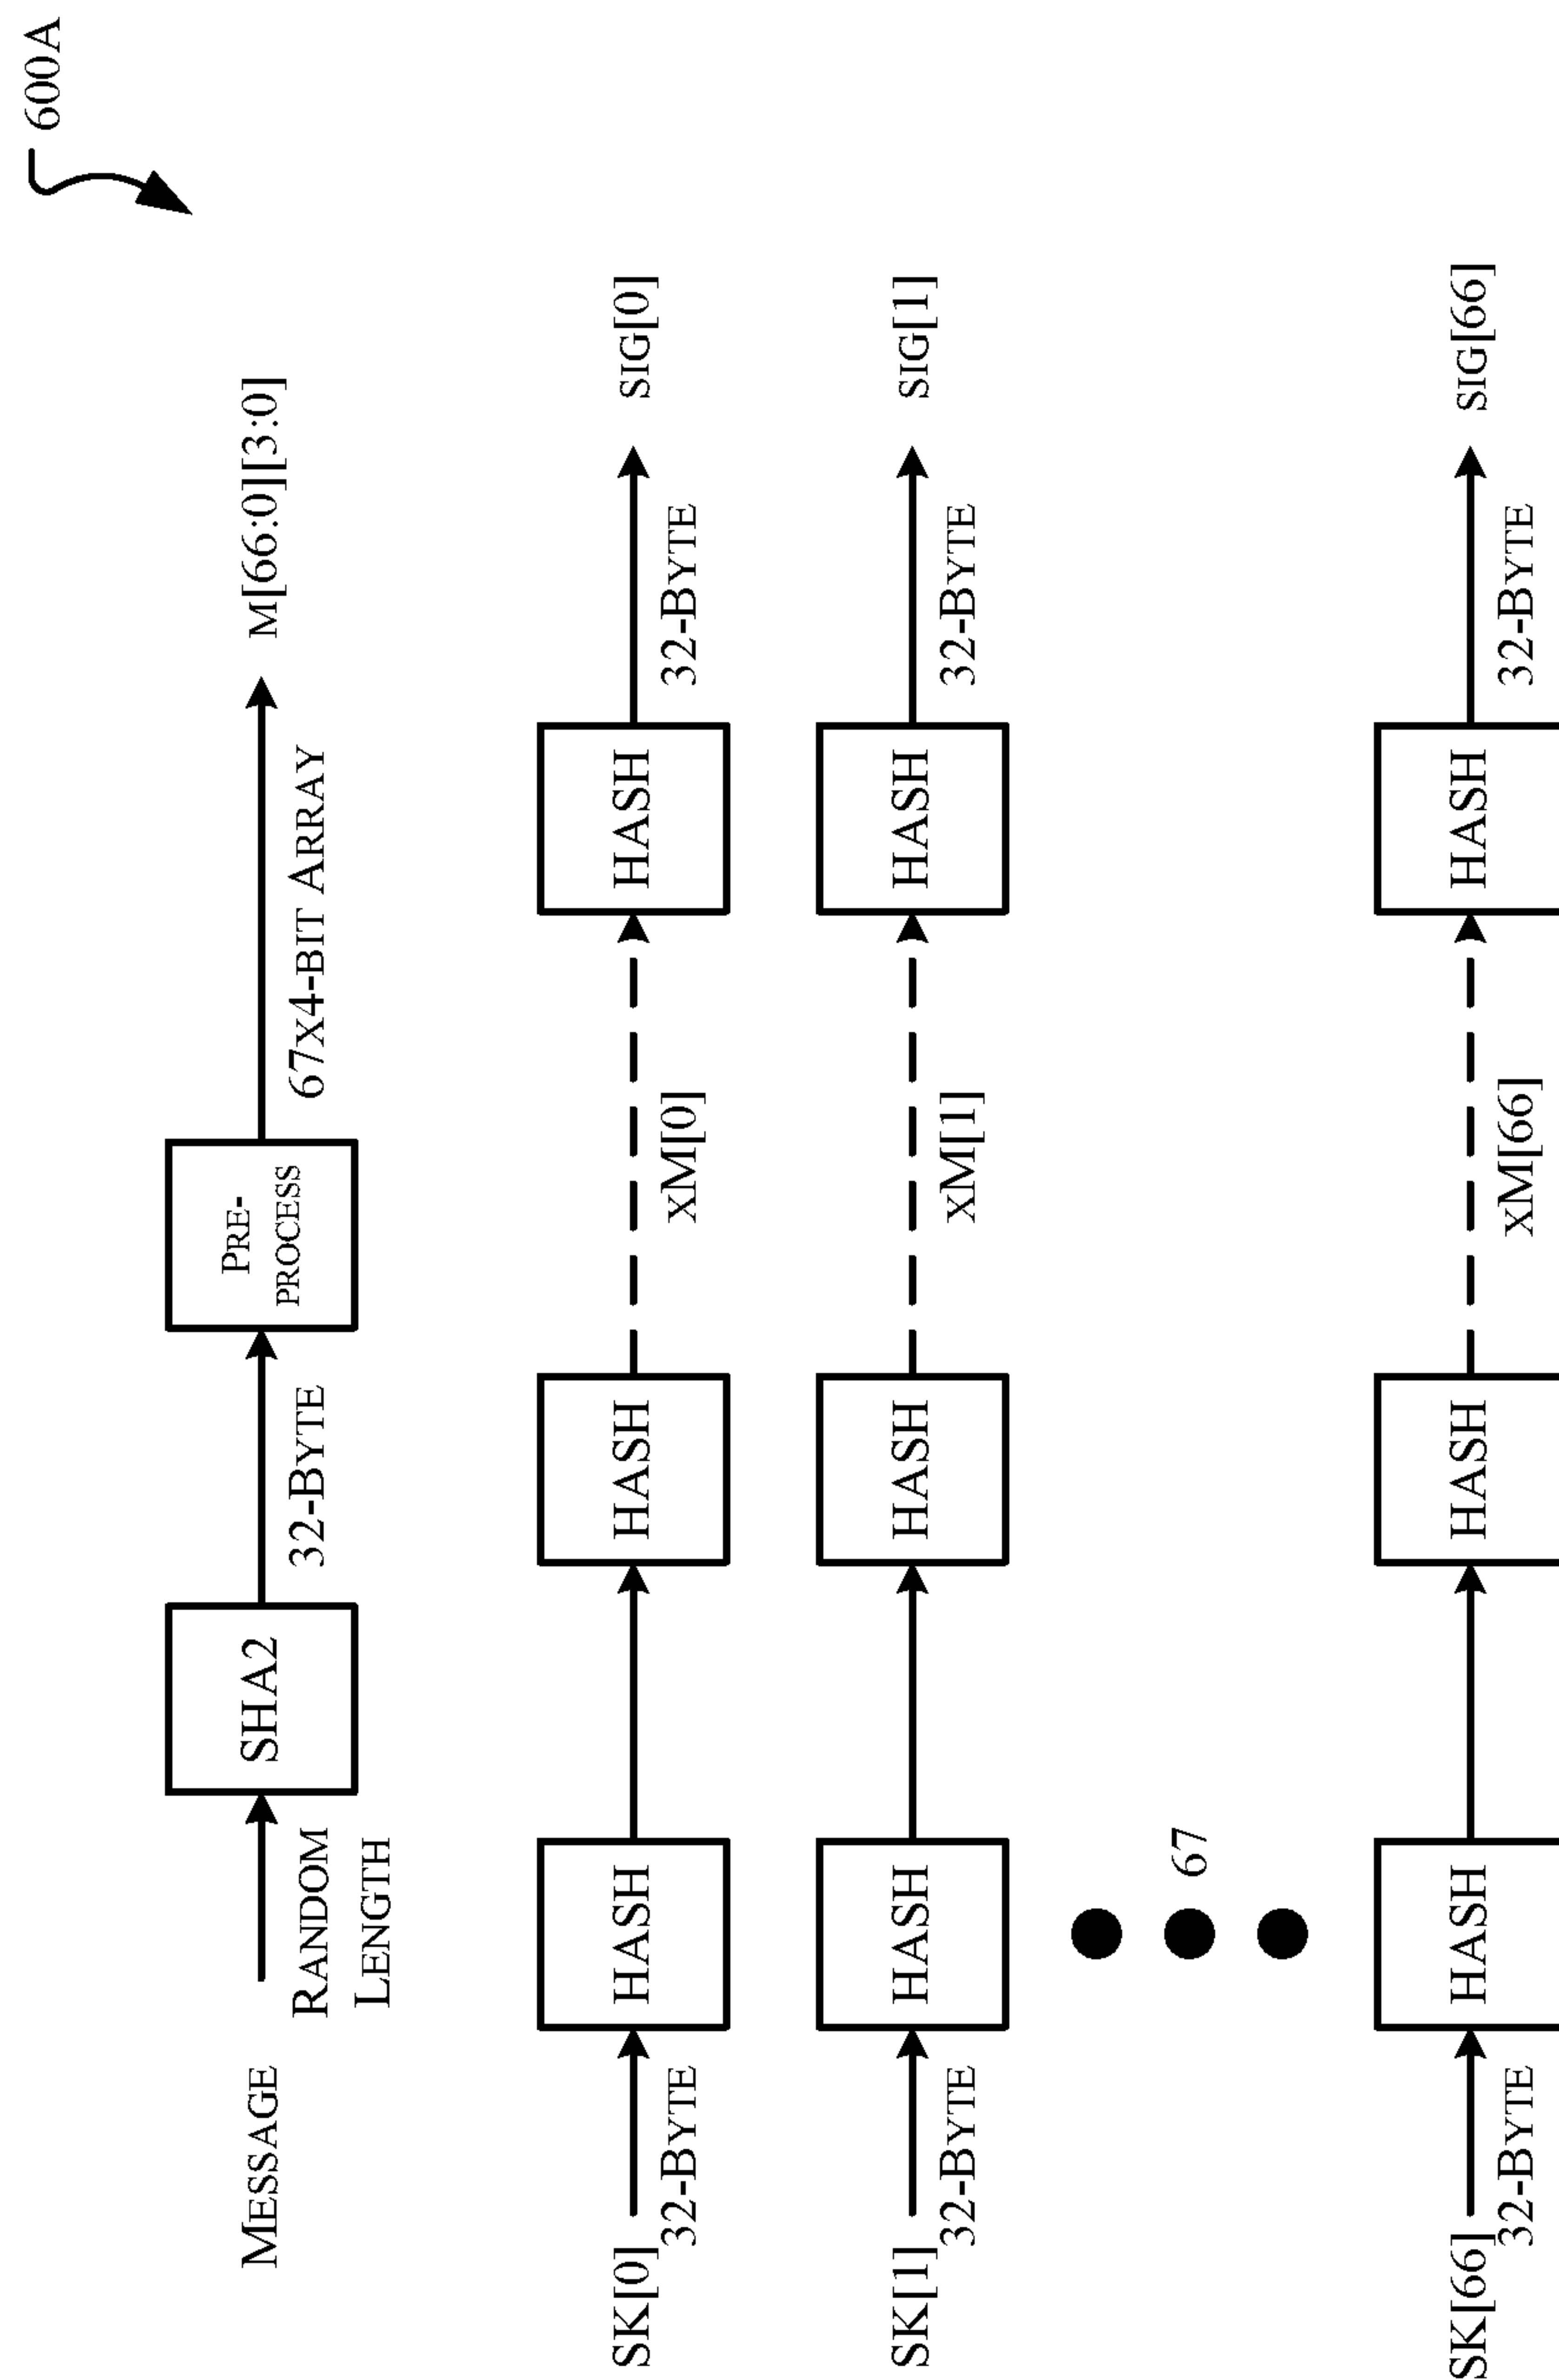 600A
MESSAGE
RANDOM
LENGTH
SHA2
32-BYTE
PRE-
PROCESS
67X4-BIT ARRAY
M[66:0][3:0]
SK[0]
32-BYTE
HASH
HASH
XM[0]
HASH
32-BYTE
SIG[0]
SK[1]
32-BYTE
HASH
HASH
XM[1]
HASH
32-BYTE
SIG[1]
67
SK[66]
32-BYTE
HASH
HASH
XM[66]
HASH
32-BYTE
SIG[66]